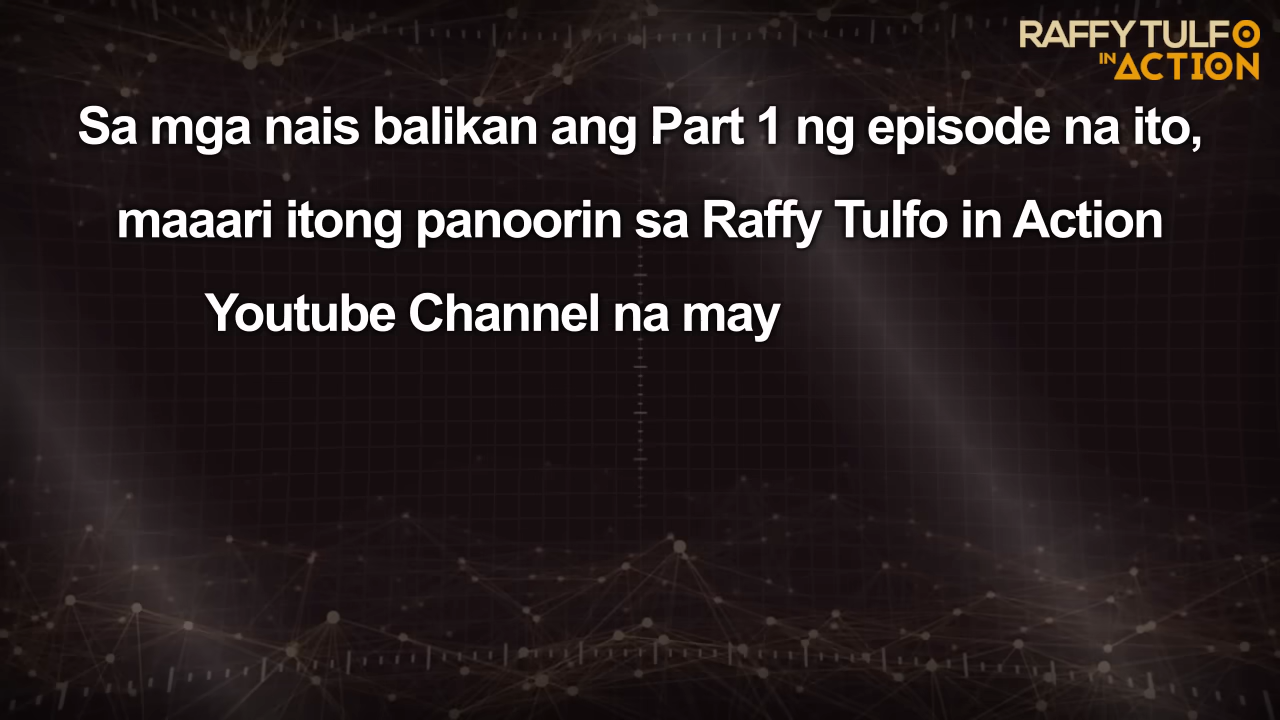 RAFFY TULFO
IN ACTION
Sa mga nais balikan ang Part 1 ng episode na ito,
maaari itong panoorin sa Raffy Tulfo in Action
Youtube Channel na may